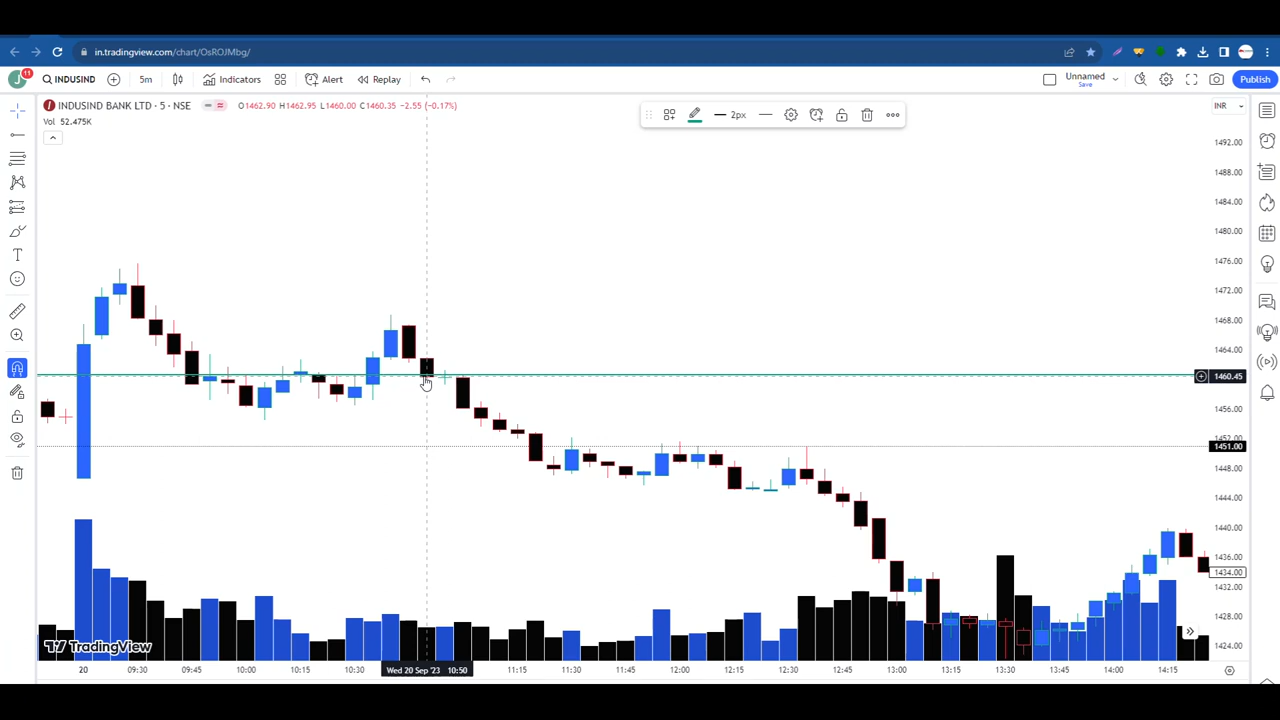 in.tradingview.com/chart/OsROJMbg/
J 11 INDUSIND 5m Indicators Alert Replay Unnamed Save Publish
INDUSIND BANK LTD · 5 · NSE O1462.90 H1462.95 L1460.00 C1460.35 -2.55 (-0.17%) INR
Vol 52.475K
2px
1492.00
1488.00
1484.00
1480.00
1476.00
1472.00
1468.00
1464.00
1460.45
1456.00
1452.00
1451.00
1448.00
1444.00
1440.00
1436.00
1434.00
1432.00
1428.00
1424.00
TradingView
20 09:30 09:45 10:00 10:15 10:30 Wed 20 Sep '23 10:50 11:15 11:30 11:45 12:00 12:15 12:30 12:45 13:00 13:15 13:30 13:45 14:00 14:15